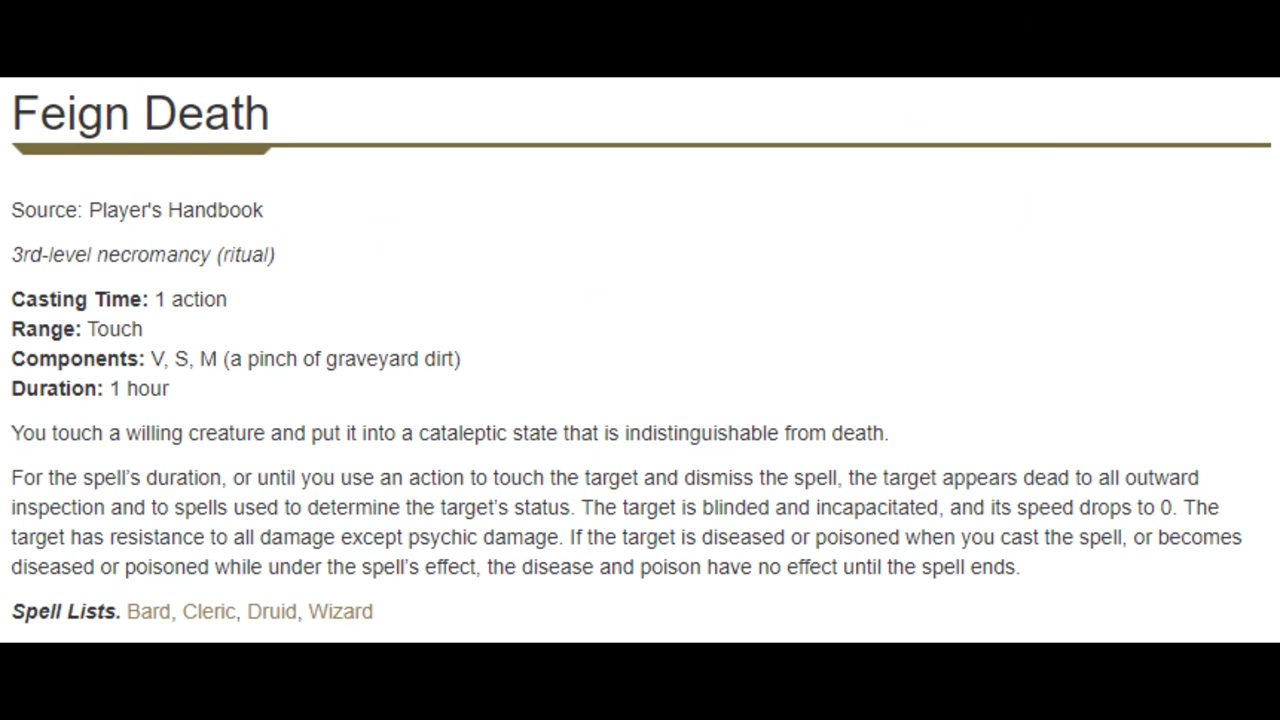 Feign Death
Source: Player's Handbook
3rd-level necromancy (ritual)
Casting Time: 1 action
Range: Touch
Components: V, S, M (a pinch of graveyard dirt)
Duration: 1 hour
You touch a willing creature and put it into a cataleptic state that is indistinguishable from death.
For the spell’s duration, or until you use an action to touch the target and dismiss the spell, the target appears dead to all outward
inspection and to spells used to determine the target’s status. The target is blinded and incapacitated, and its speed drops to 0. The
target has resistance to all damage except psychic damage. If the target is diseased or poisoned when you cast the spell, or becomes
diseased or poisoned while under the spell’s effect, the disease and poison have no effect until the spell ends.
Spell Lists. Bard, Cleric, Druid, Wizard